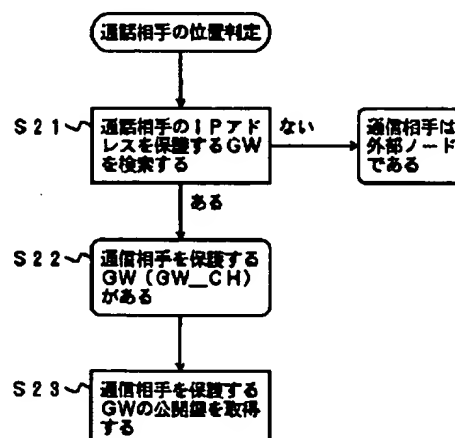 通話相手の位置判定
S21
通話相手のIPアド
レスを保護するGW
を検索する
ない
通信相手は
外部ノード
である
ある
S22
通信相手を保護する
GW(GW__CH)
がある
S23
通信相手を保護する
GWの公開鍵を取得
する